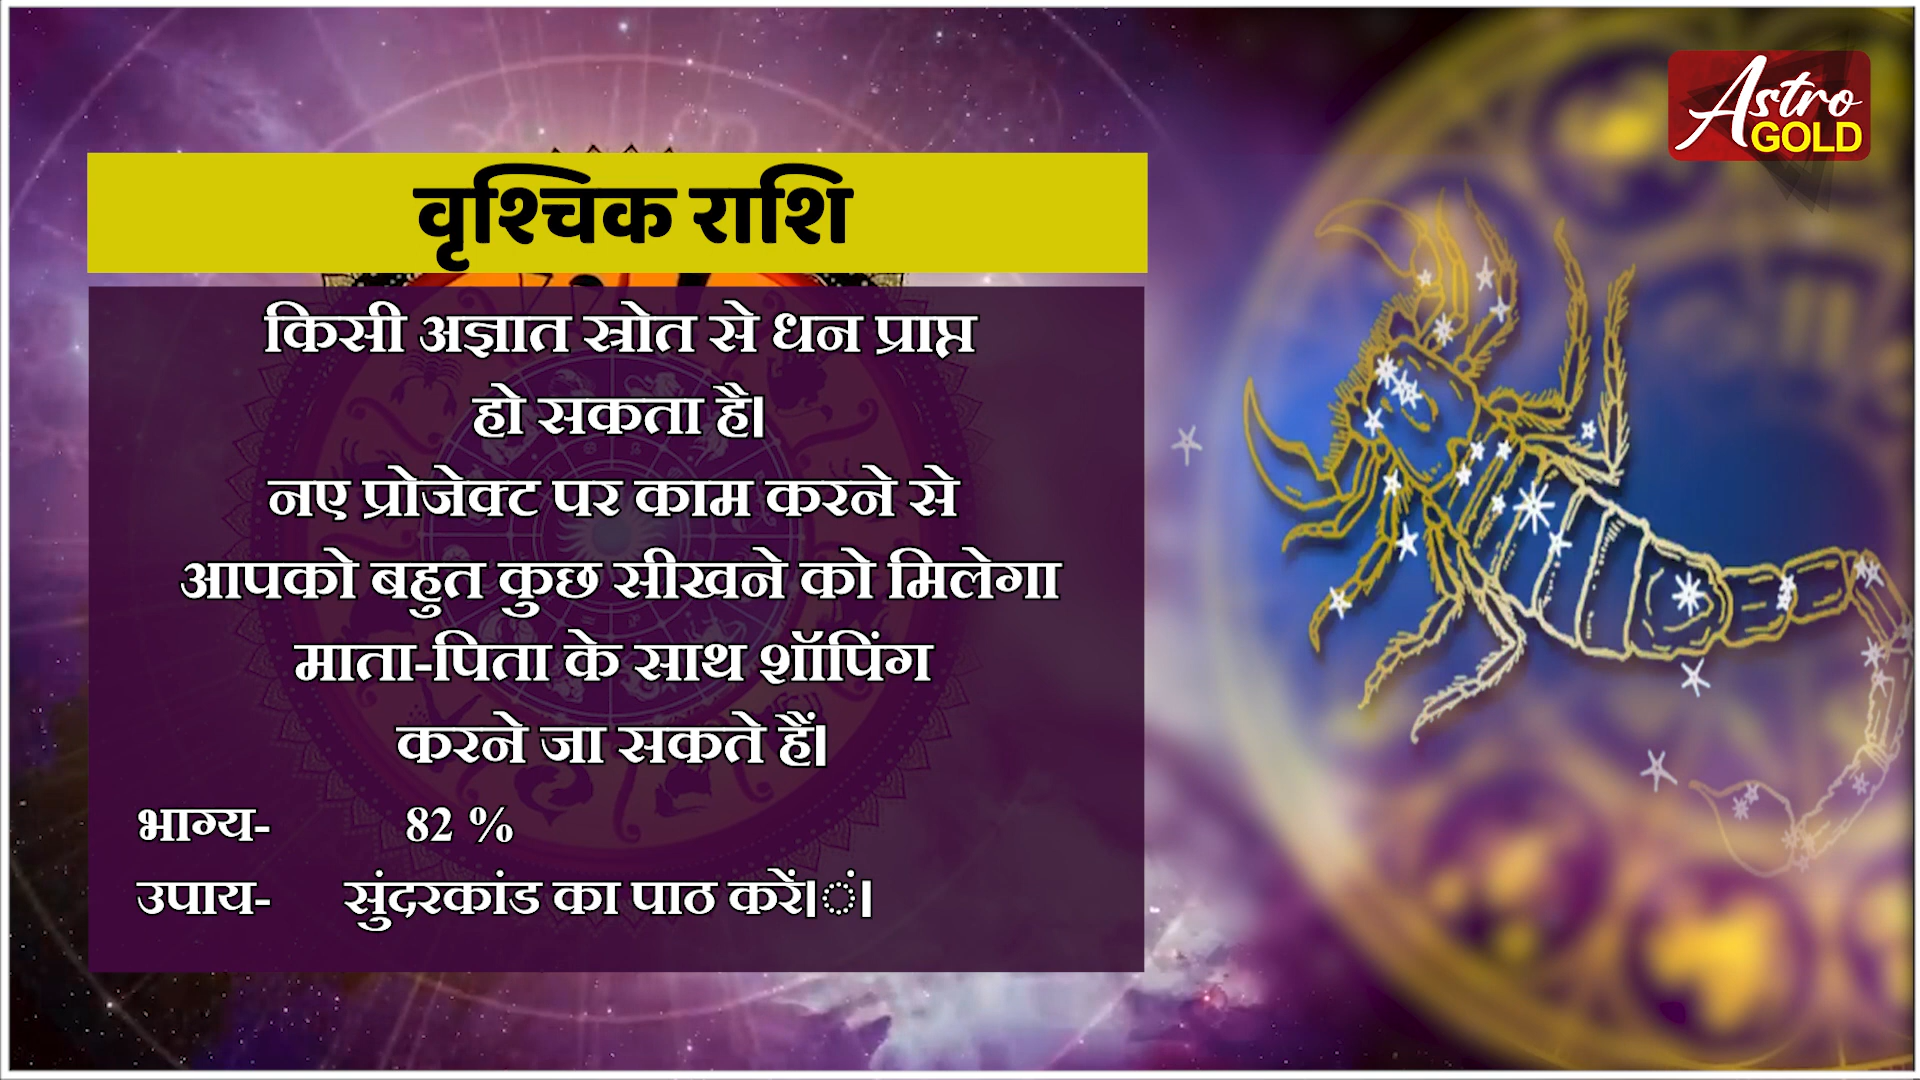 Astro
GOLD
वृश्चिक राशि
किसी अज्ञात स्रोत से धन प्राप्त
हो सकता है।
नए प्रोजेक्ट पर काम करने से
आपको बहुत कुछ सीखने को मिलेगा
माता-पिता के साथ शॉपिंग
करने जा सकते हैं।
भाग्य- 82 %
उपाय- सुंदरकांड का पाठ करें।ं।